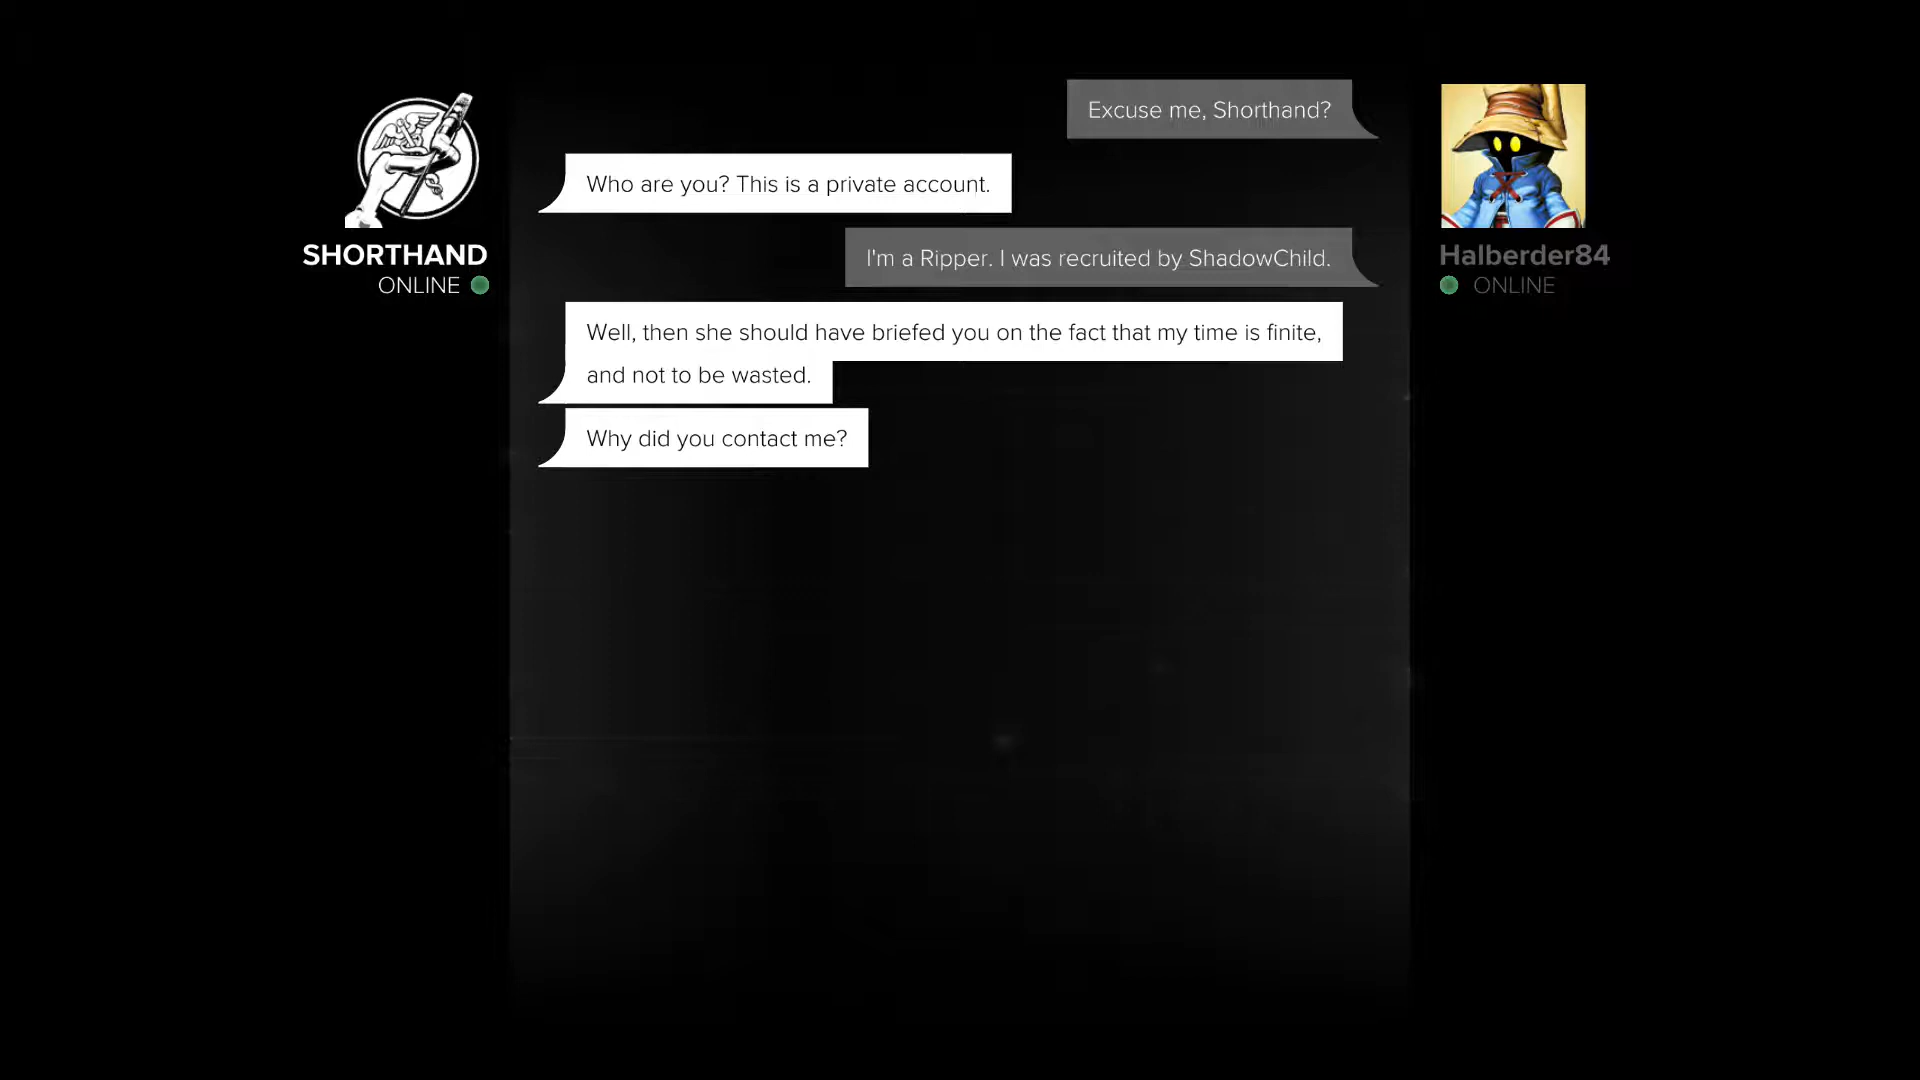 Excuse me, Shorthand?
Who are you? This is a private account.
SHORTHAND
ONLINE
I'm a Ripper. I was recruited by ShadowChild.
Halberder84
ONLINE
Well, then she should have briefed you on the fact that my time is finite,
and not to be wasted.
Why did you contact me?